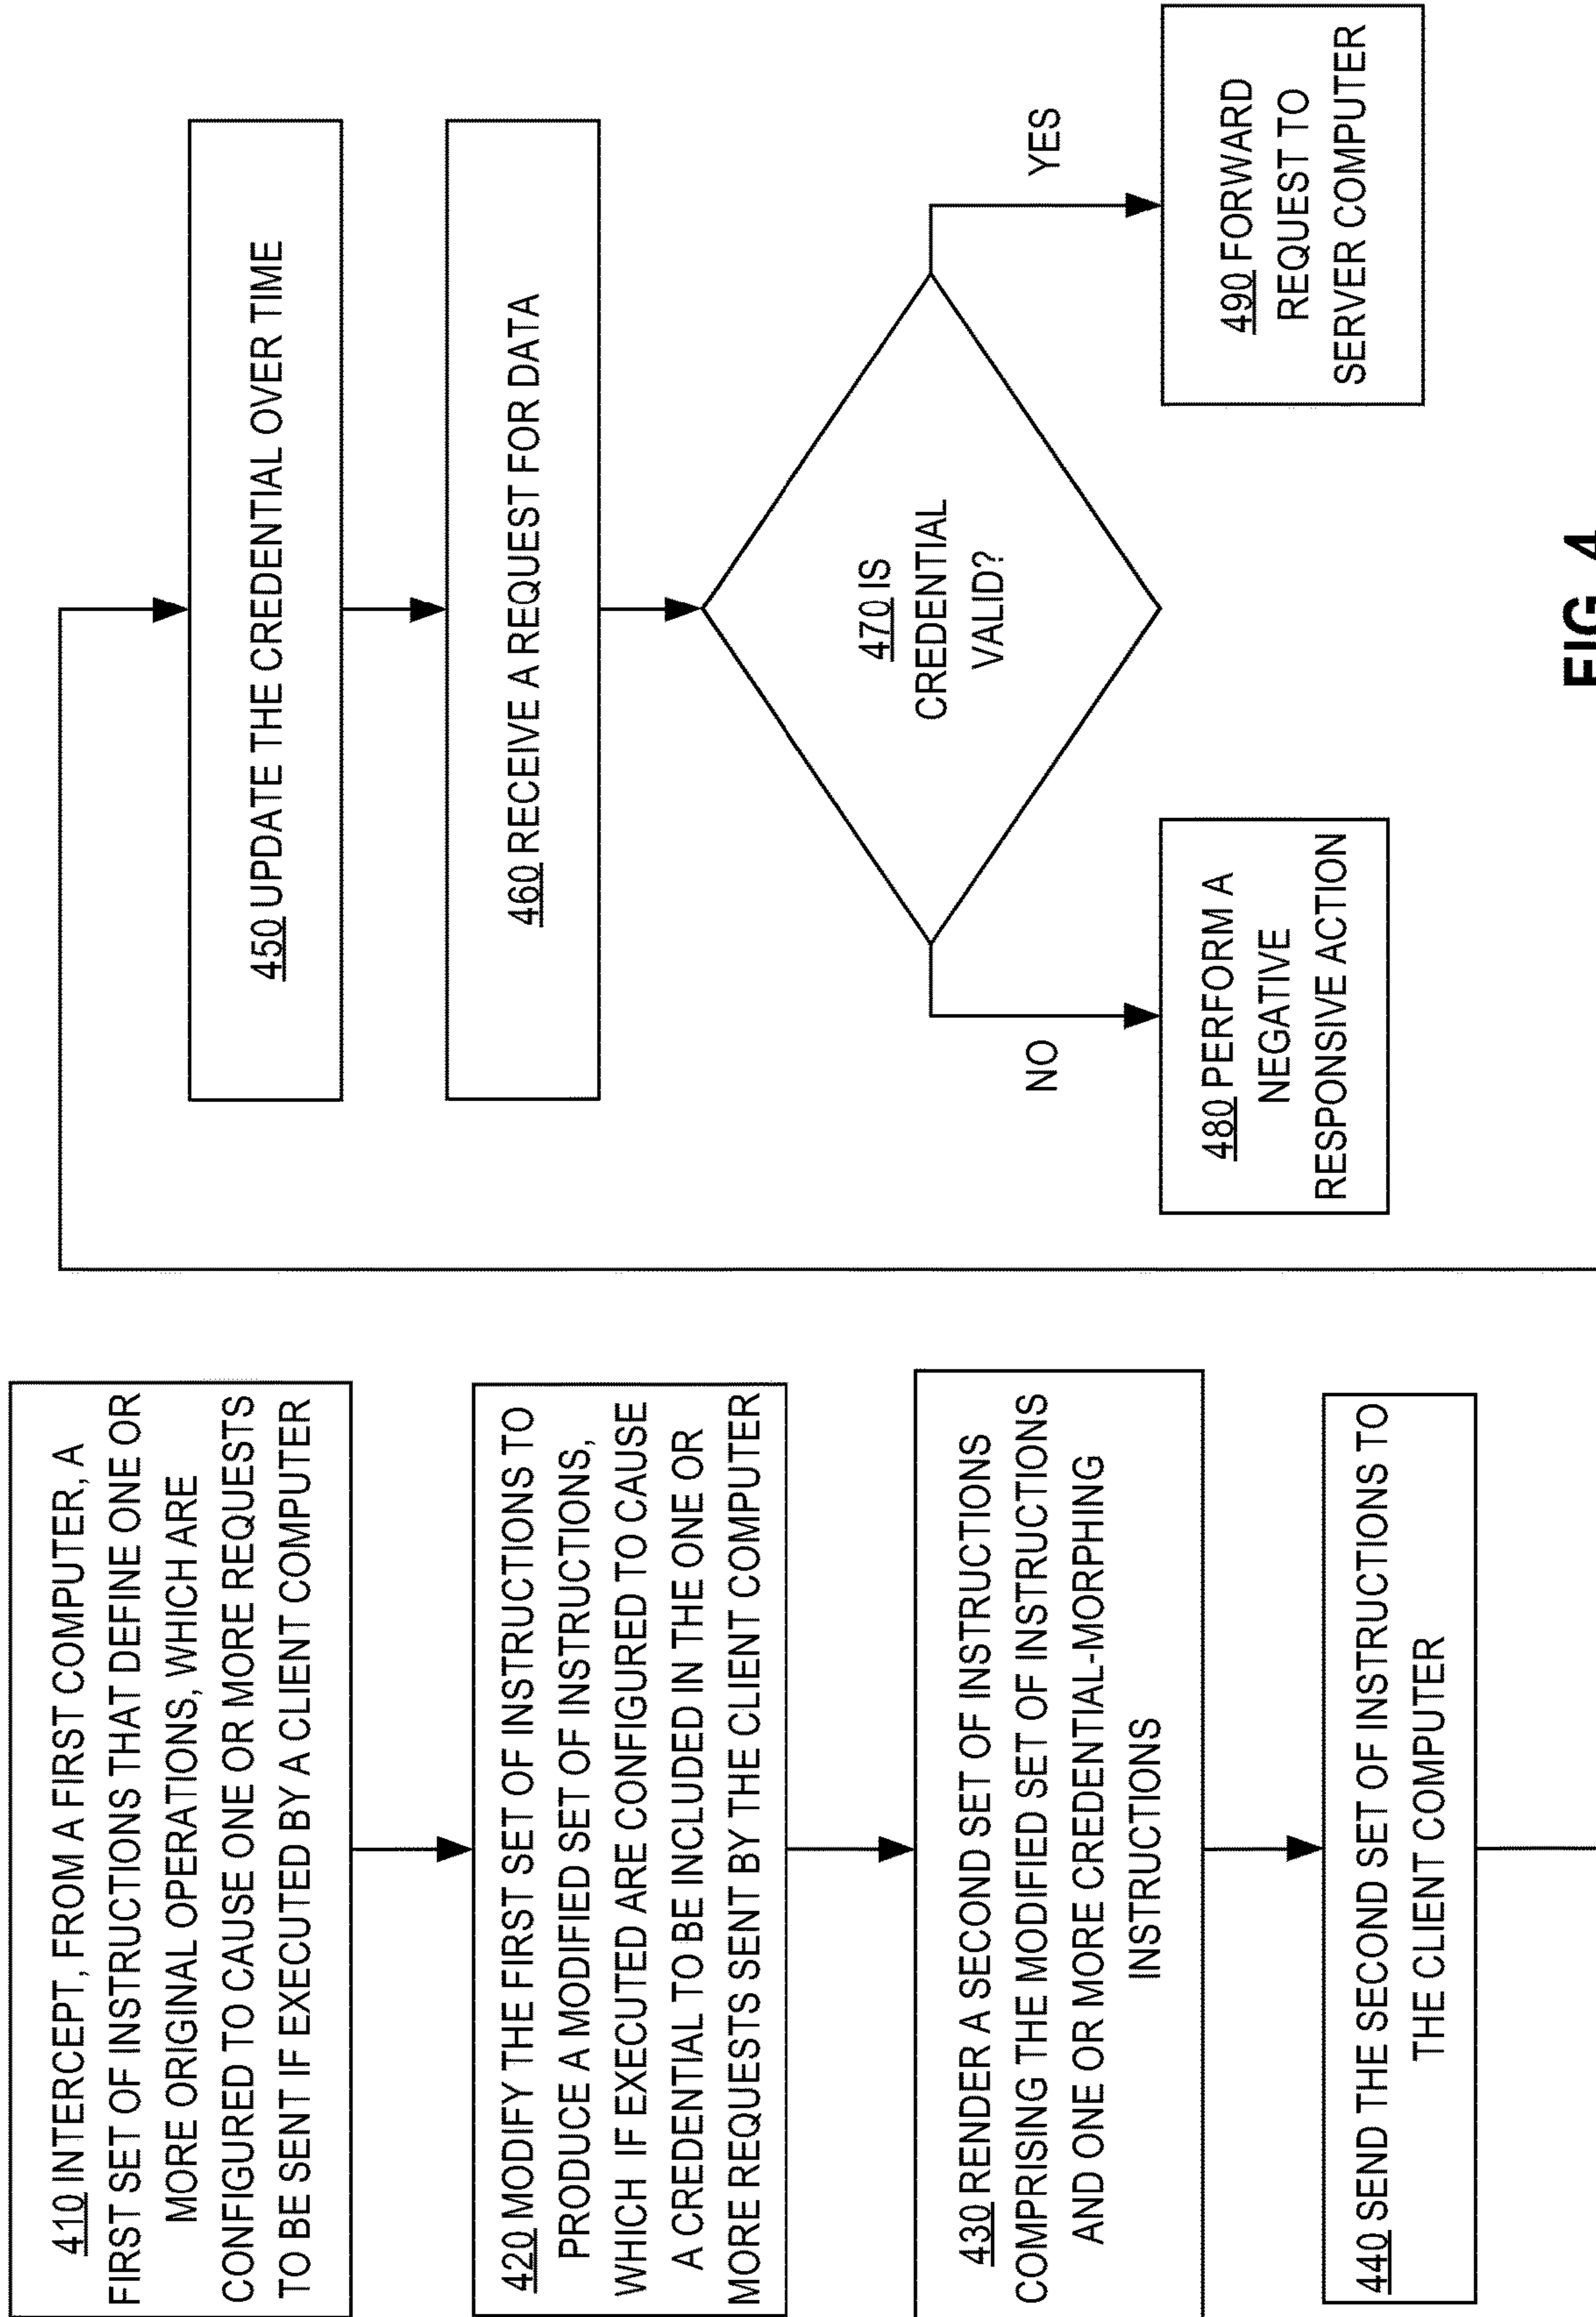 410 INTERCEPT, FROM A FIRST COMPUTER, A
FIRST SET OF INSTRUCTIONS THAT DEFINE ONE OR
MORE ORIGINAL OPERATIONS, WHICH ARE
CONFIGURED TO CAUSE ONE OR MORE REQUESTS
TO BE SENT IF EXECUTED BY A CLIENT COMPUTER
420 MODIFY THE FIRST SET OF INSTRUCTIONS TO
PRODUCE A MODIFIED SET OF INSTRUCTIONS,
WHICH IF EXECUTED ARE CONFIGURED TO CAUSE
A CREDENTIAL TO BE INCLUDED IN THE ONE OR
MORE REQUESTS SENT BY THE CLIENT COMPUTER
430 RENDER A SECOND SET OF INSTRUCTIONS
COMPRISING THE MODIFIED SET OF INSTRUCTIONS
AND ONE OR MORE CREDENTIAL-MORPHING
INSTRUCTIONS
440 SEND THE SECOND SET OF INSTRUCTIONS TO
THE CLIENT COMPUTER
450 UPDATE THE CREDENTIAL OVER TIME
460 RECEIVE A REQUEST FOR DATA
470 IS
CREDENTIAL
VALID?
NO
YES
480 PERFORM A
NEGATIVE
RESPONSIVE ACTION
490 FORWARD
REQUEST TO
SERVER COMPUTER
FIG. 4